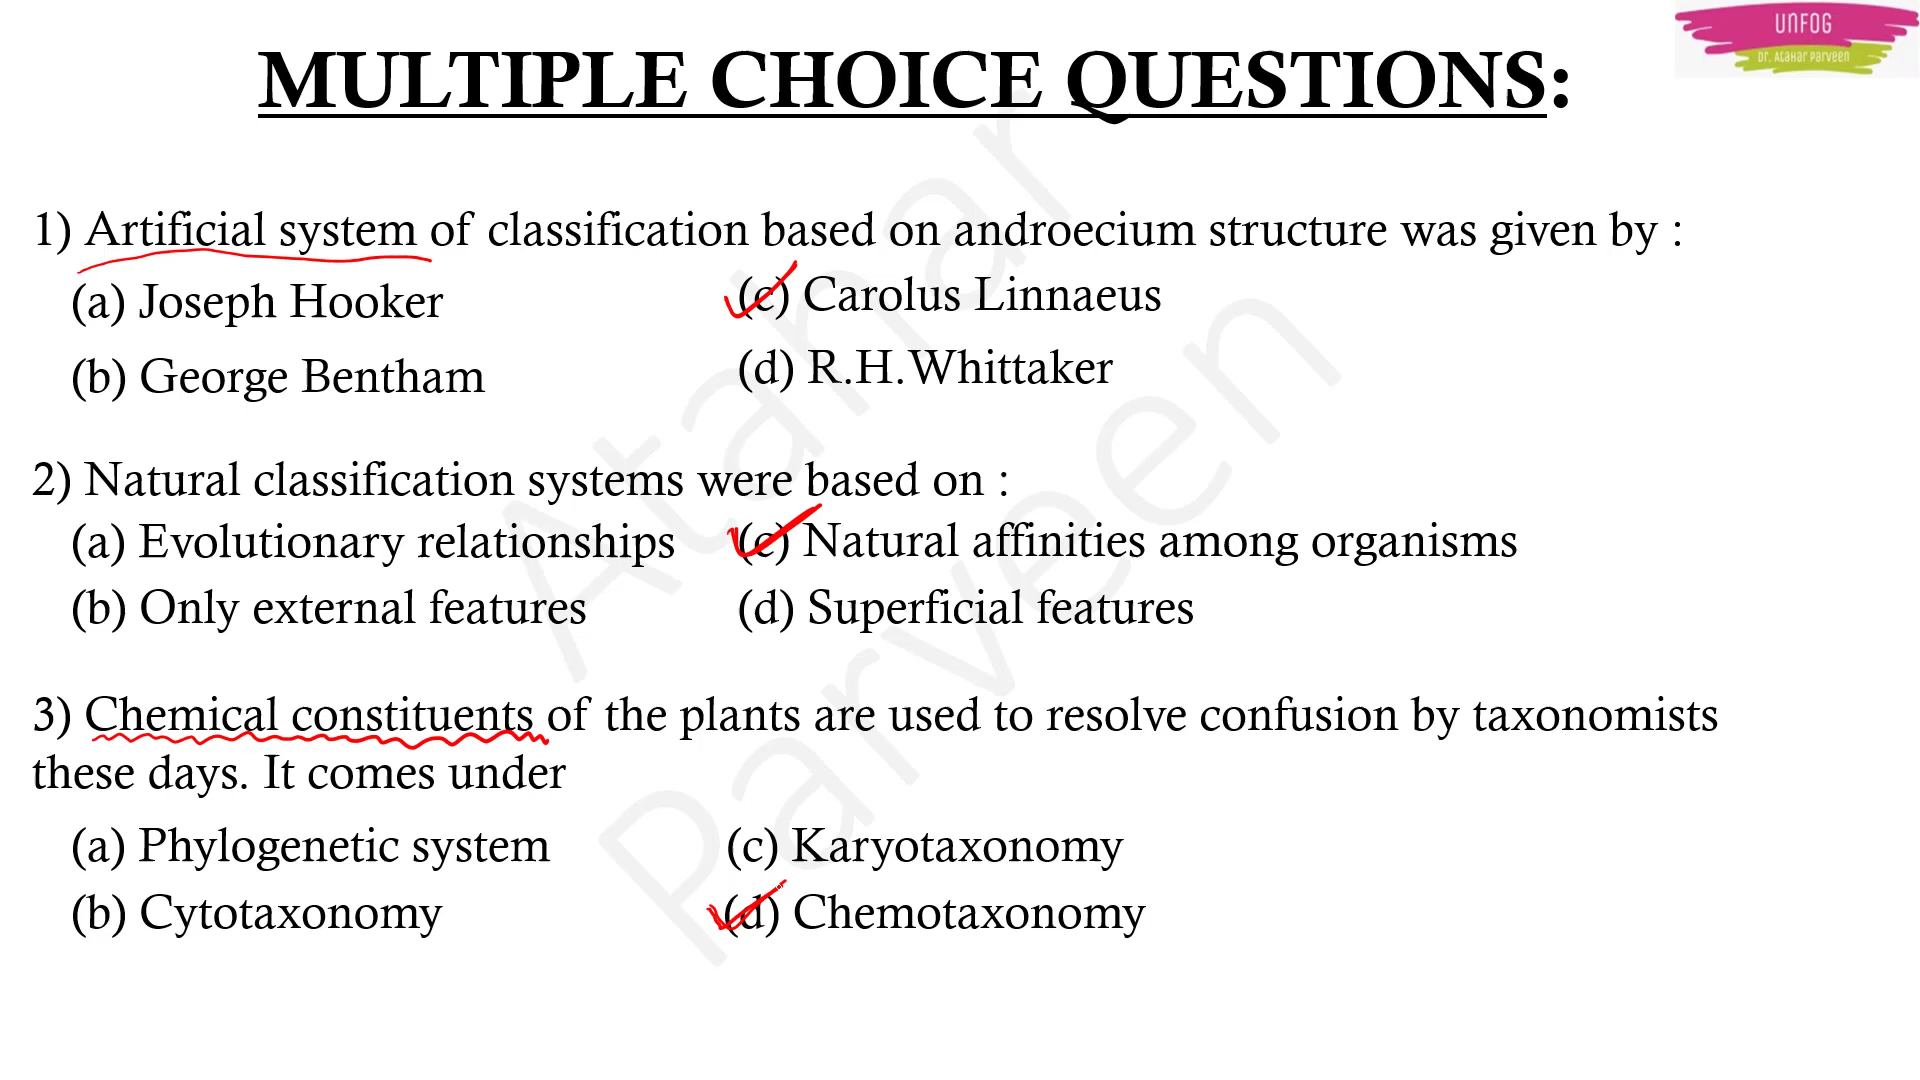 UNFOG
Dr. Atahar Parveen
MULTIPLE CHOICE QUESTIONS:
1) Artificial system of classification based on androecium structure was given by :
(a) Joseph Hooker
(c) Carolus Linnaeus
(b) George Bentham
(d) R.H.Whittaker
2) Natural classification systems were based on :
(a) Evolutionary relationships
(c) Natural affinities among organisms
(b) Only external features
(d) Superficial features
3) Chemical constituents of the plants are used to resolve confusion by taxonomists
these days. It comes under
(a) Phylogenetic system
(c) Karyotaxonomy
(b) Cytotaxonomy
(d) Chemotaxonomy
Atahar
Parveen